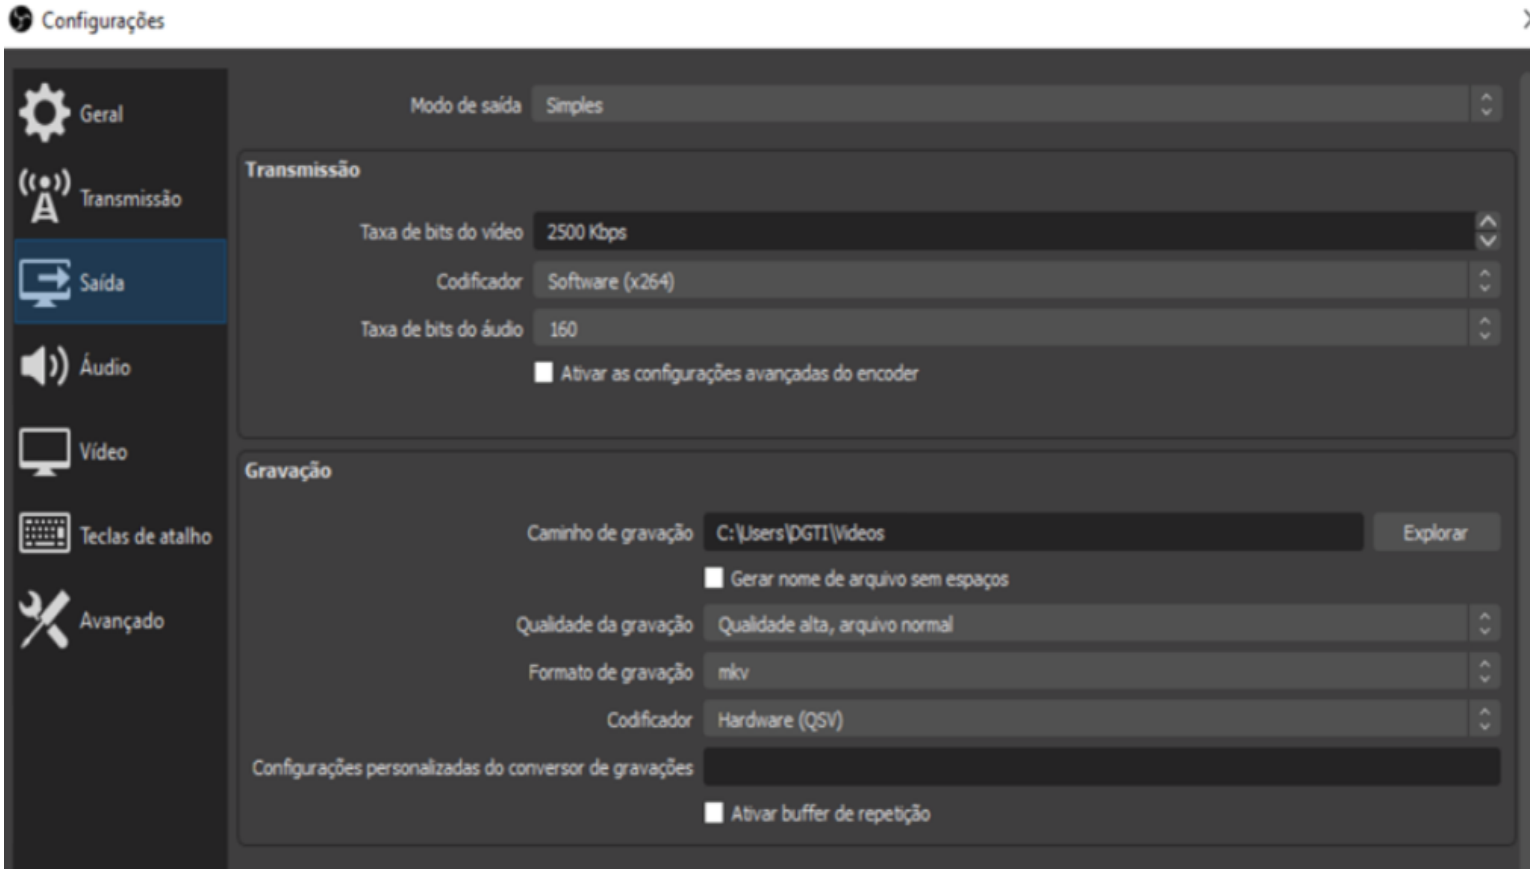 Configurações
Geral
Transmissão
Saída
Áudio
Vídeo
Teclas de atalho
Avançado
Modo de saída Simples
Transmissão
Taxa de bits do vídeo 2500 Kbps
Codificador Software (x264)
Taxa de bits do áudio 160
Ativar as configurações avançadas do encoder
Gravação
Caminho de gravação C:\Users\DGTI\Videos Explorar
Gerar nome de arquivo sem espaços
Qualidade da gravação Qualidade alta, arquivo normal
Formato de gravação mkv
Codificador Hardware (QSV)
Configurações personalizadas do conversor de gravações
Ativar buffer de repetição